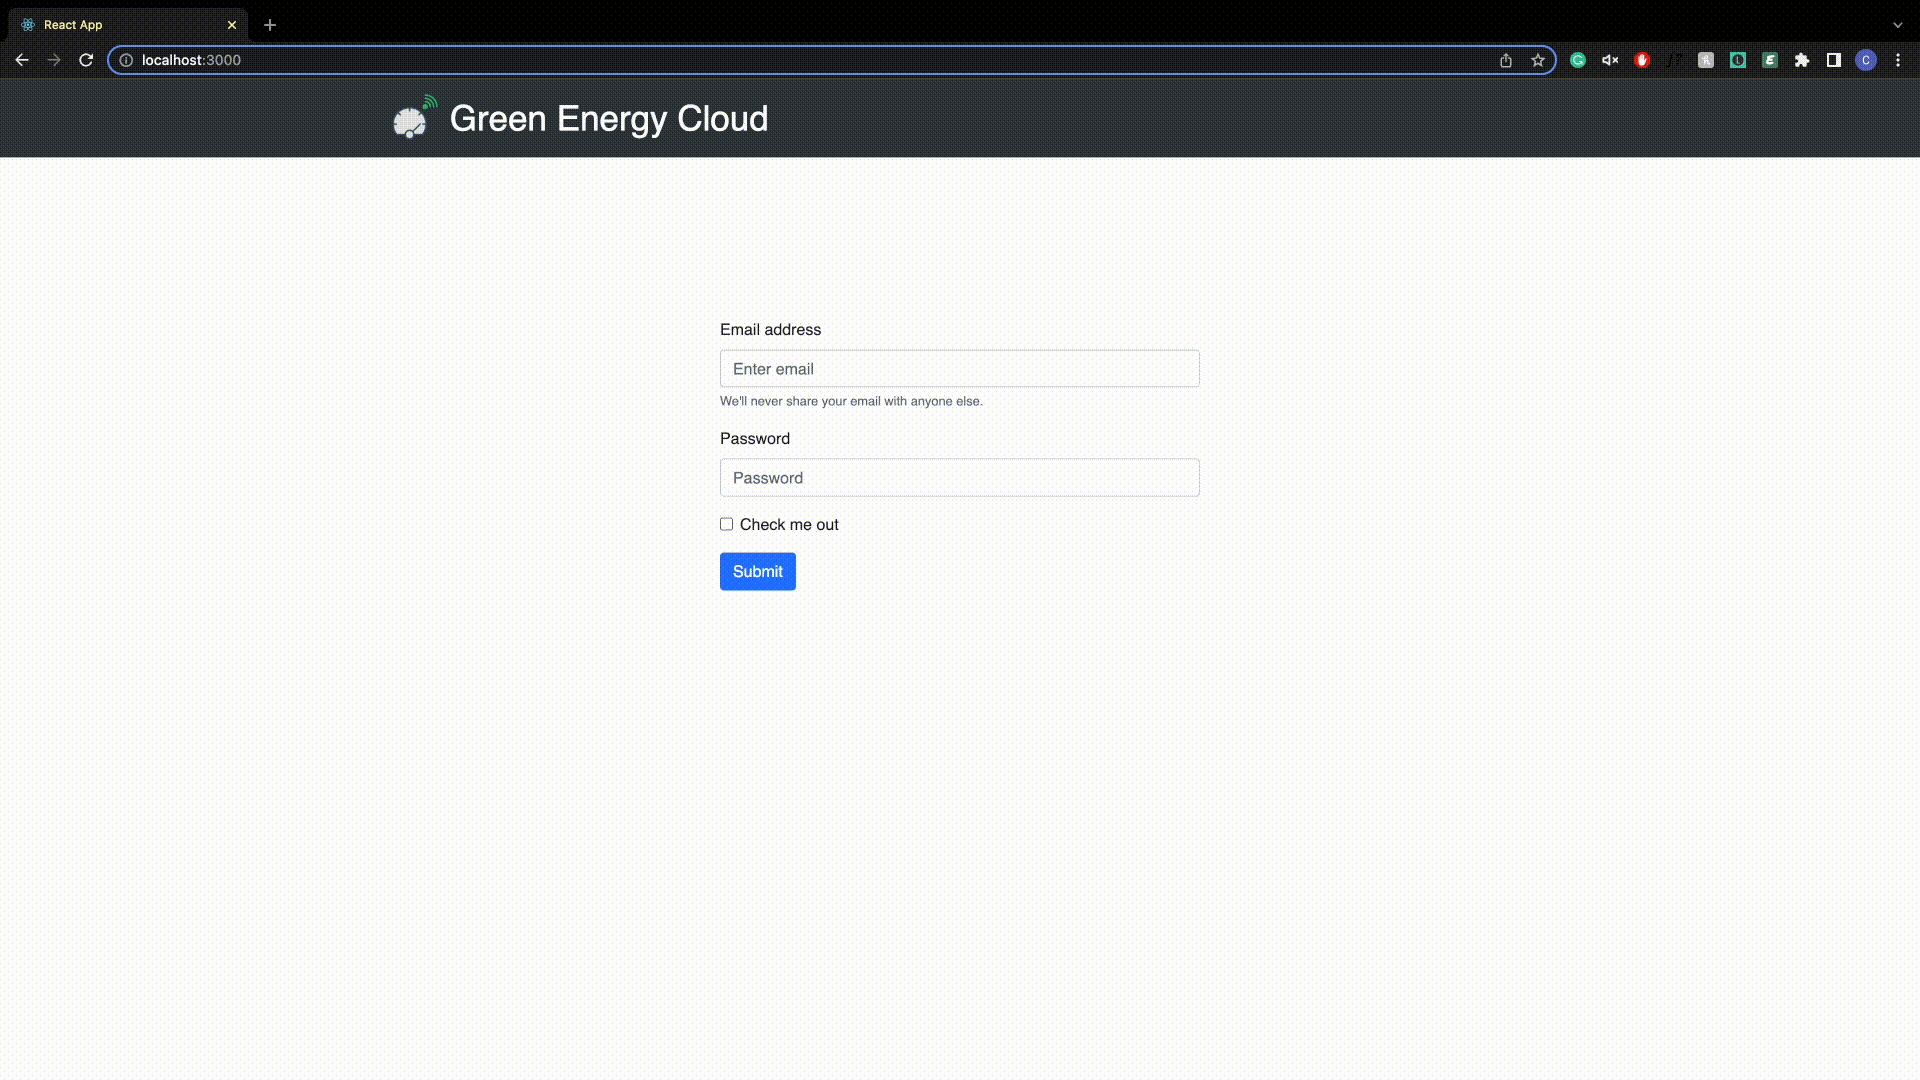 React App
localhost:3000
C
Green Energy Cloud
Email address
Enter email
We'll never share your email with anyone else.
Password
Password
Check me out
Submit